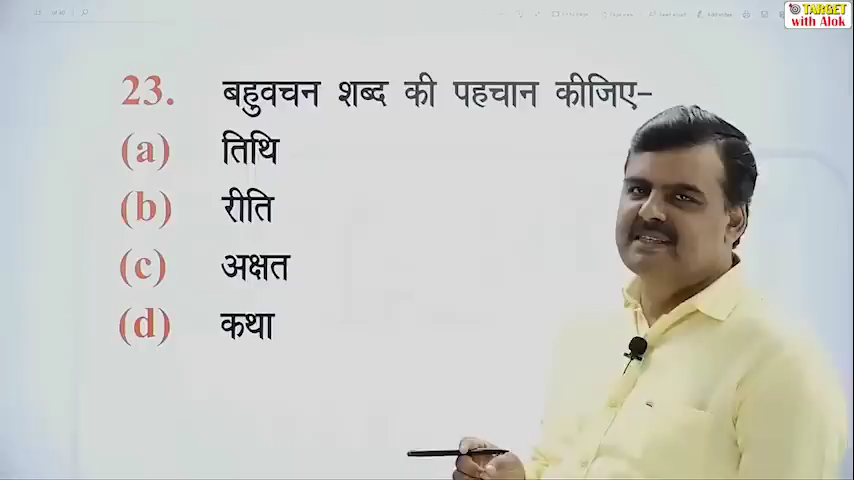 TARGET
with Alok
23. बहुवचन शब्द की पहचान कीजिए-
(a) तिथि
(b) रीति
(c) अक्षत
(d) कथा